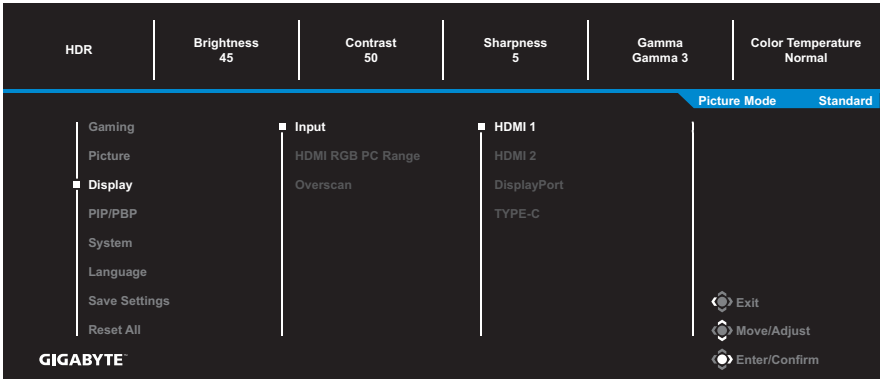 HDR
Brightness
45
Contrast
50
Sharpness
5
Gamma
Gamma 3
Color Temperature
Normal
Picture Mode Standard
Gaming
Picture
Display
PIP/PBP
System
Language
Save Settings
Reset All
Input
HDMI RGB PC Range
Overscan
HDMI 1
HDMI 2
DisplayPort
TYPE-C
Exit
Move/Adjust
Enter/Confirm
GIGABYTE™